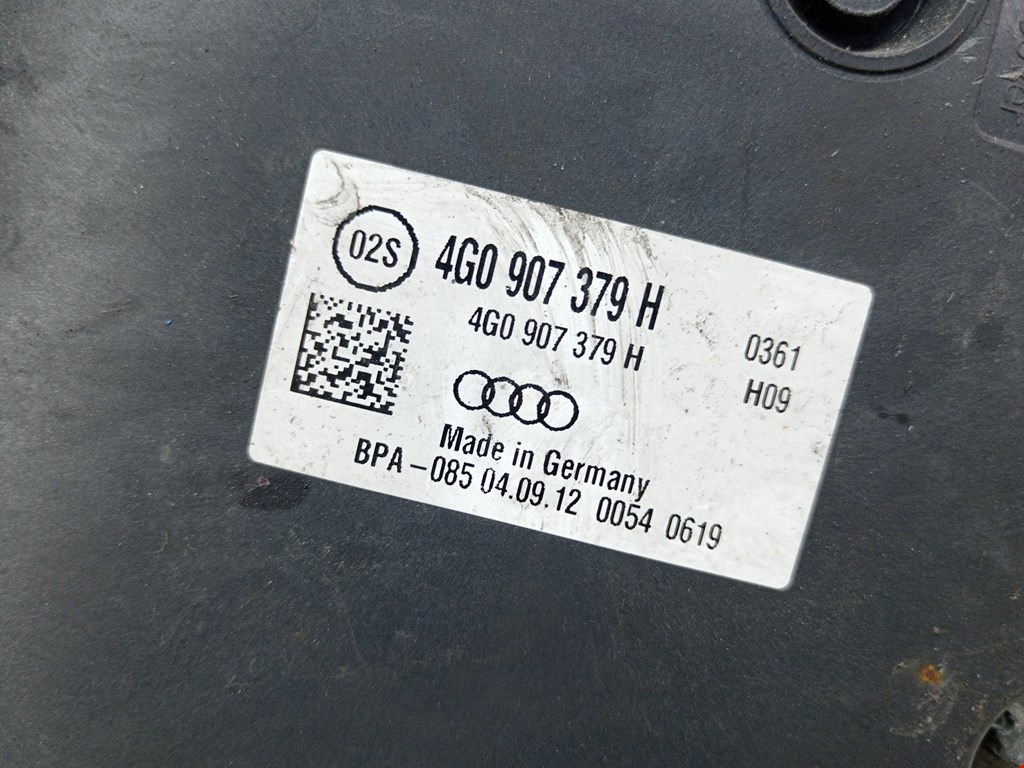 02S
4G0 907 379 H
4G0 907 379 H
0361
H09
Made in Germany
BPA-085 04.09.12 0054 0619